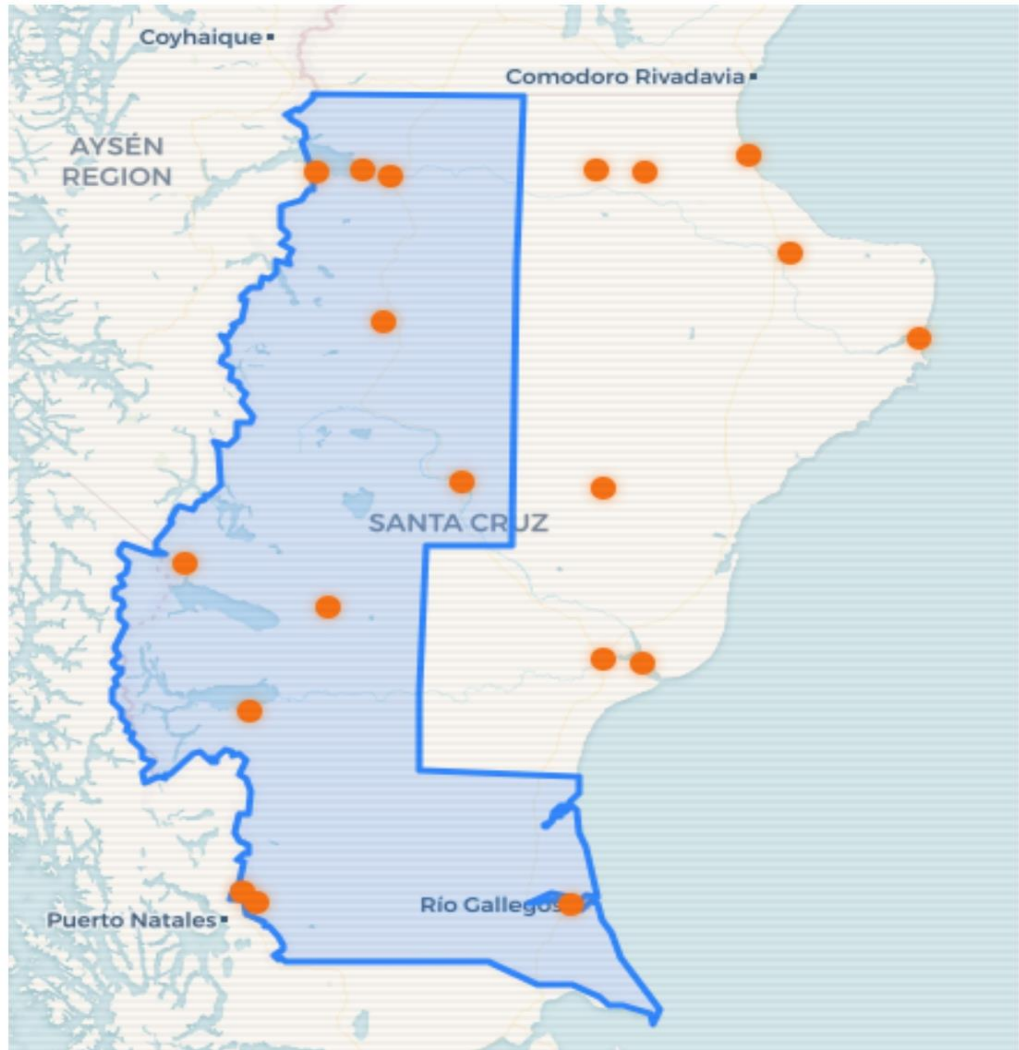 Coyhaique
Comodoro Rivadavia
AYSÉN
REGION
SANTA CRUZ
Río Gallegos
Puerto Natales